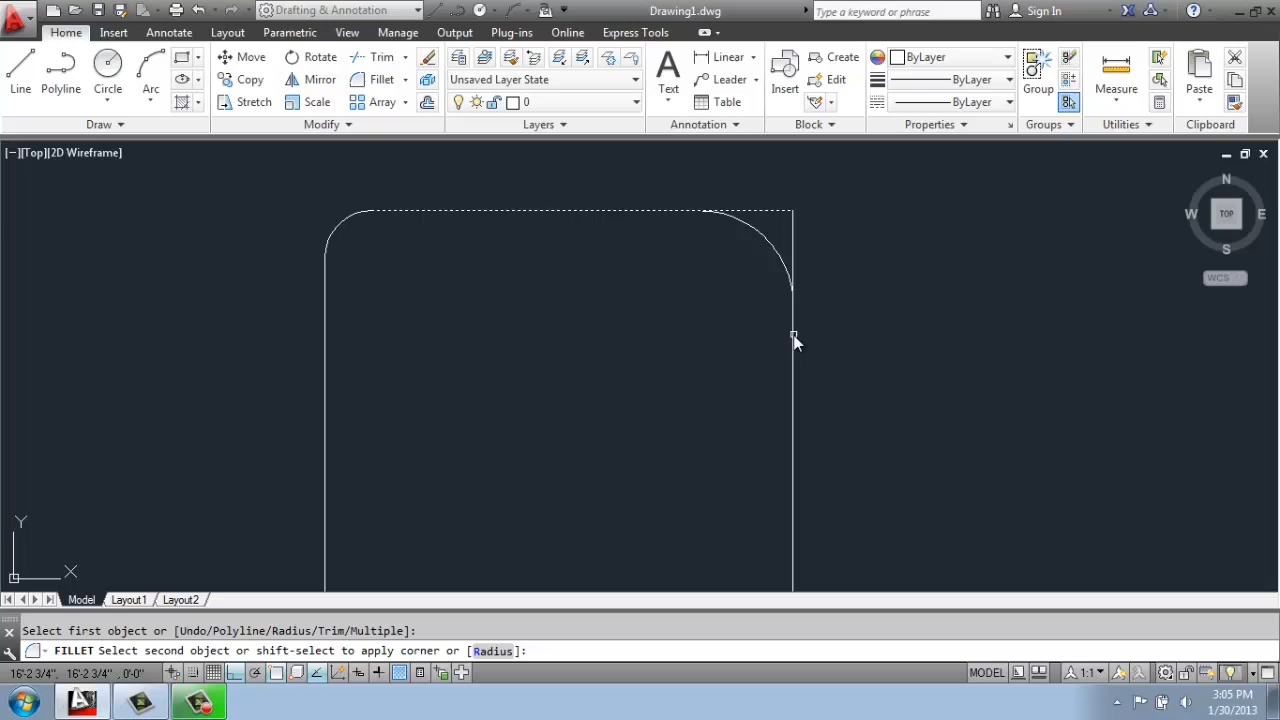 Drafting & Annotation
Drawing1.dwg
Type a keyword or phrase
Sign In
Home Insert Annotate Layout Parametric View Manage Output Plug-ins Online Express Tools
Line
Polyline
Circle
Arc
Draw
Move Rotate Trim
Copy Mirror Fillet
Stretch Scale Array
Modify
Unsaved Layer State
0
Layers
Text
Linear
Leader
Table
Annotation
Insert
Create
Edit
Block
ByLayer
ByLayer
ByLayer
Properties
Group
Groups
Measure
Utilities
Paste
Clipboard
[−][Top][2D Wireframe]
N
W TOP E
S
WCS
Y
X
Model Layout1 Layout2
Select first object or [Undo/Polyline/Radius/Trim/Multiple]:
FILLET Select second object or shift-select to apply corner or [Radius]:
16'-2 3/4", 16'-2 3/4", 0'-0"
MODEL
1:1
3:05 PM
1/30/2013